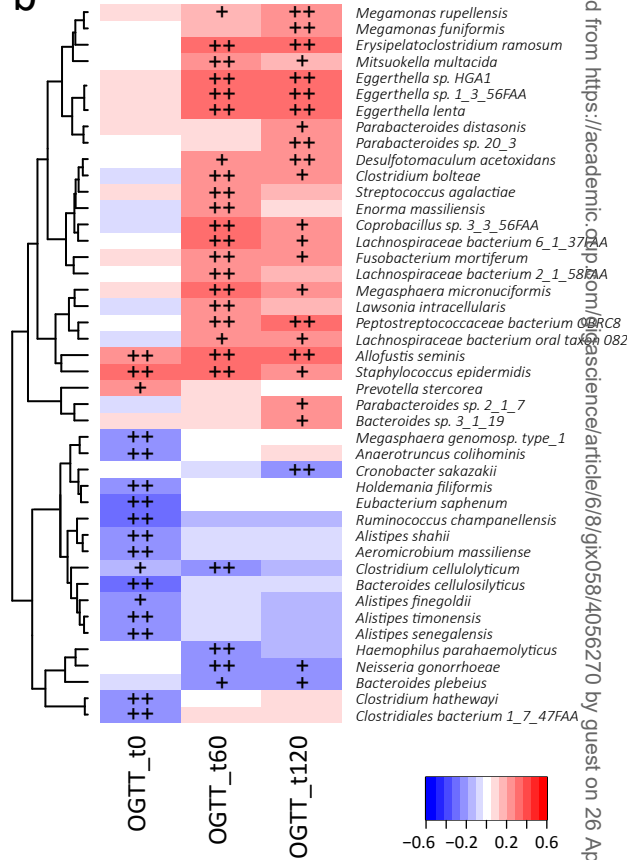 b
+ ++ Megamonas rupellensis
++ Megamonas funiformis
++ ++ Erysipelatoclostridium ramosum
++ + Mitsuokella multacida
++ ++ Eggerthella sp. HGA1
++ ++ Eggerthella sp. 1_3_56FAA
++ ++ Eggerthella lenta
+ Parabacteroides distasonis
++ Parabacteroides sp. 20_3
+ ++ Desulfotomaculum acetoxidans
++ + Clostridium bolteae
++ Streptococcus agalactiae
++ Enorma massiliensis
++ + Coprobacillus sp. 3_3_56FAA
++ + Lachnospiraceae bacterium 6_1_37FAA
++ + Fusobacterium mortiferum
++ Lachnospiraceae bacterium 2_1_58FAA
++ + Megasphaera micronuciformis
++ Lawsonia intracellularis
++ ++ Peptostreptococcaceae bacterium OBRC8
+ + Lachnospiraceae bacterium oral taxon 082
++ ++ ++ Allofustis seminis
++ ++ + Staphylococcus epidermidis
+ Prevotella stercorea
+ Parabacteroides sp. 2_1_7
+ Bacteroides sp. 3_1_19
++ Megasphaera genomosp. type_1
++ Anaerotruncus colihominis
++ Cronobacter sakazakii
++ Holdemania filiformis
++ Eubacterium saphenum
++ Ruminococcus champanellensis
++ Alistipes shahii
++ Aeromicrobium massiliense
+ ++ Clostridium cellulolyticum
++ Bacteroides cellulosilyticus
+ Alistipes finegoldii
++ Alistipes timonensis
++ Alistipes senegalensis
++ Haemophilus parahaemolyticus
++ + Neisseria gonorrhoeae
+ + Bacteroides plebeius
++ Clostridium hathewayi
++ Clostridiales bacterium 1_7_47FAA
OGTT_t0 OGTT_t60 OGTT_t120
−0.6 −0.2 0.2 0.6
d from https://academic.oup.com/gigascience/article/6/8/gix058/4056270 by guest on 26 Ap